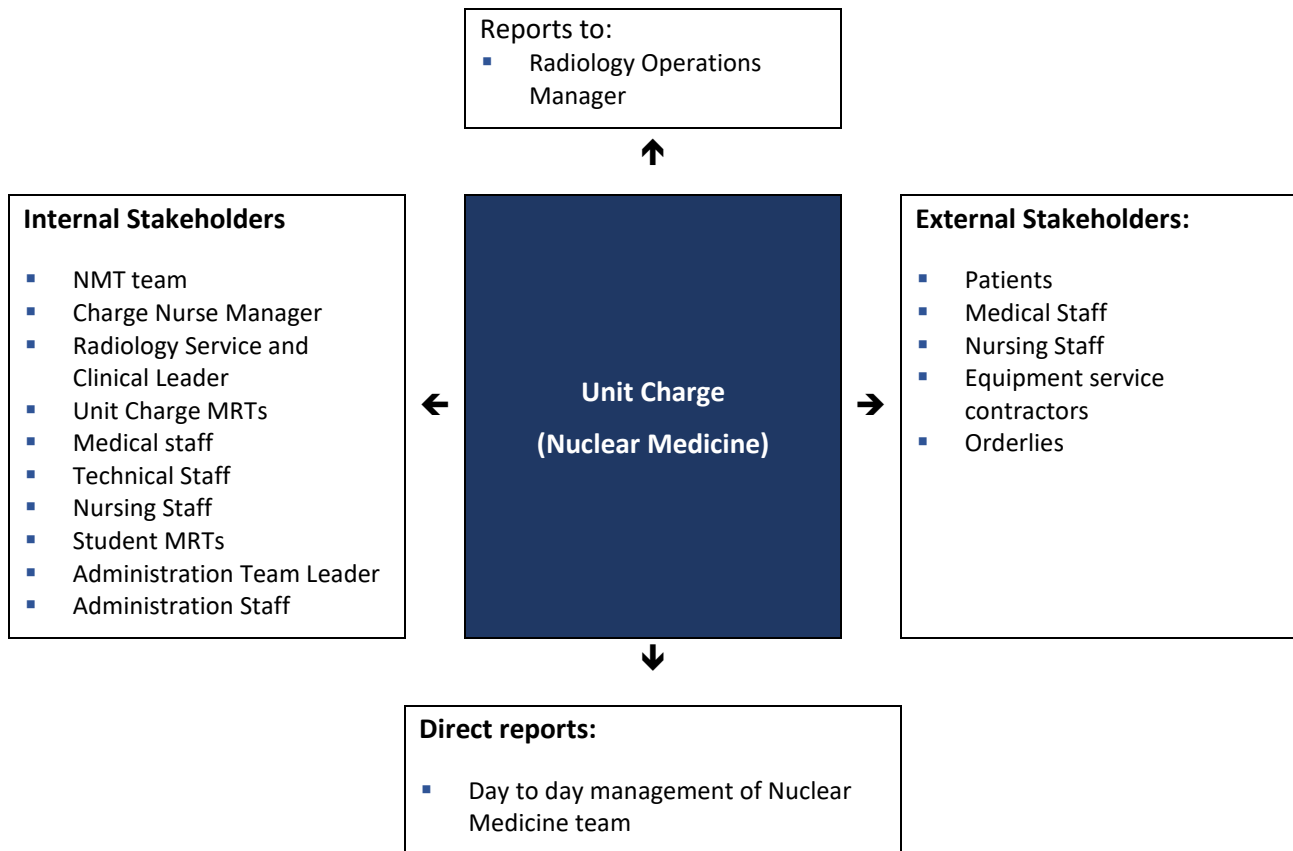 Reports to:
▪ Radiology Operations
Manager
Internal Stakeholders
▪ NMT team
▪ Charge Nurse Manager
▪ Radiology Service and
Clinical Leader
▪ Unit Charge MRTs
▪ Medical staff
▪ Technical Staff
▪ Nursing Staff
▪ Student MRTs
▪ Administration Team Leader
▪ Administration Staff
Unit Charge
(Nuclear Medicine)
External Stakeholders:
▪ Patients
▪ Medical Staff
▪ Nursing Staff
▪ Equipment service
contractors
▪ Orderlies
Direct reports:
▪ Day to day management of Nuclear
Medicine team